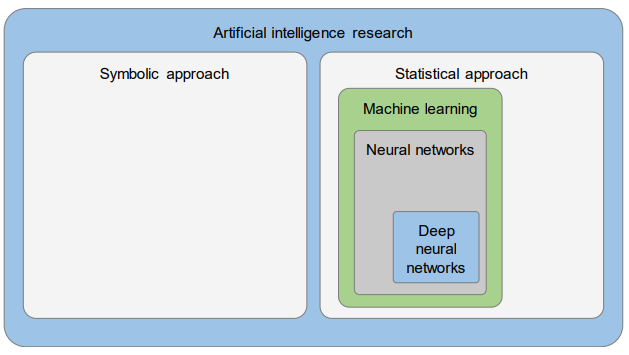 Artificial intelligence research
Symbolic approach
Statistical approach
Machine learning
Neural networks
Deep
neural
networks